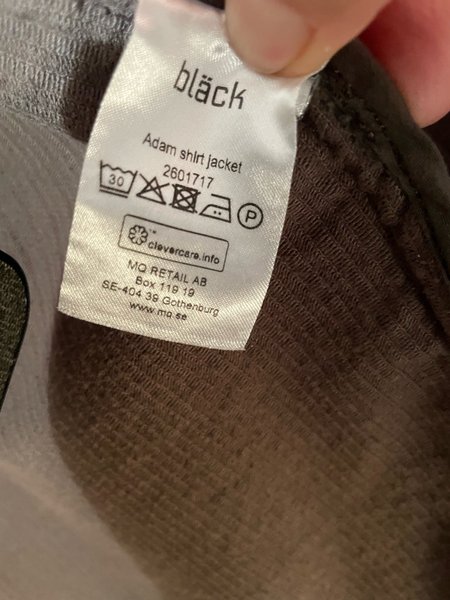 bläck
Adam shirt jacket
2601717
30 P
™
clevercare.info
MQ RETAIL AB
Box 119 19
SE-404 39 Gothenburg
www.mq.se